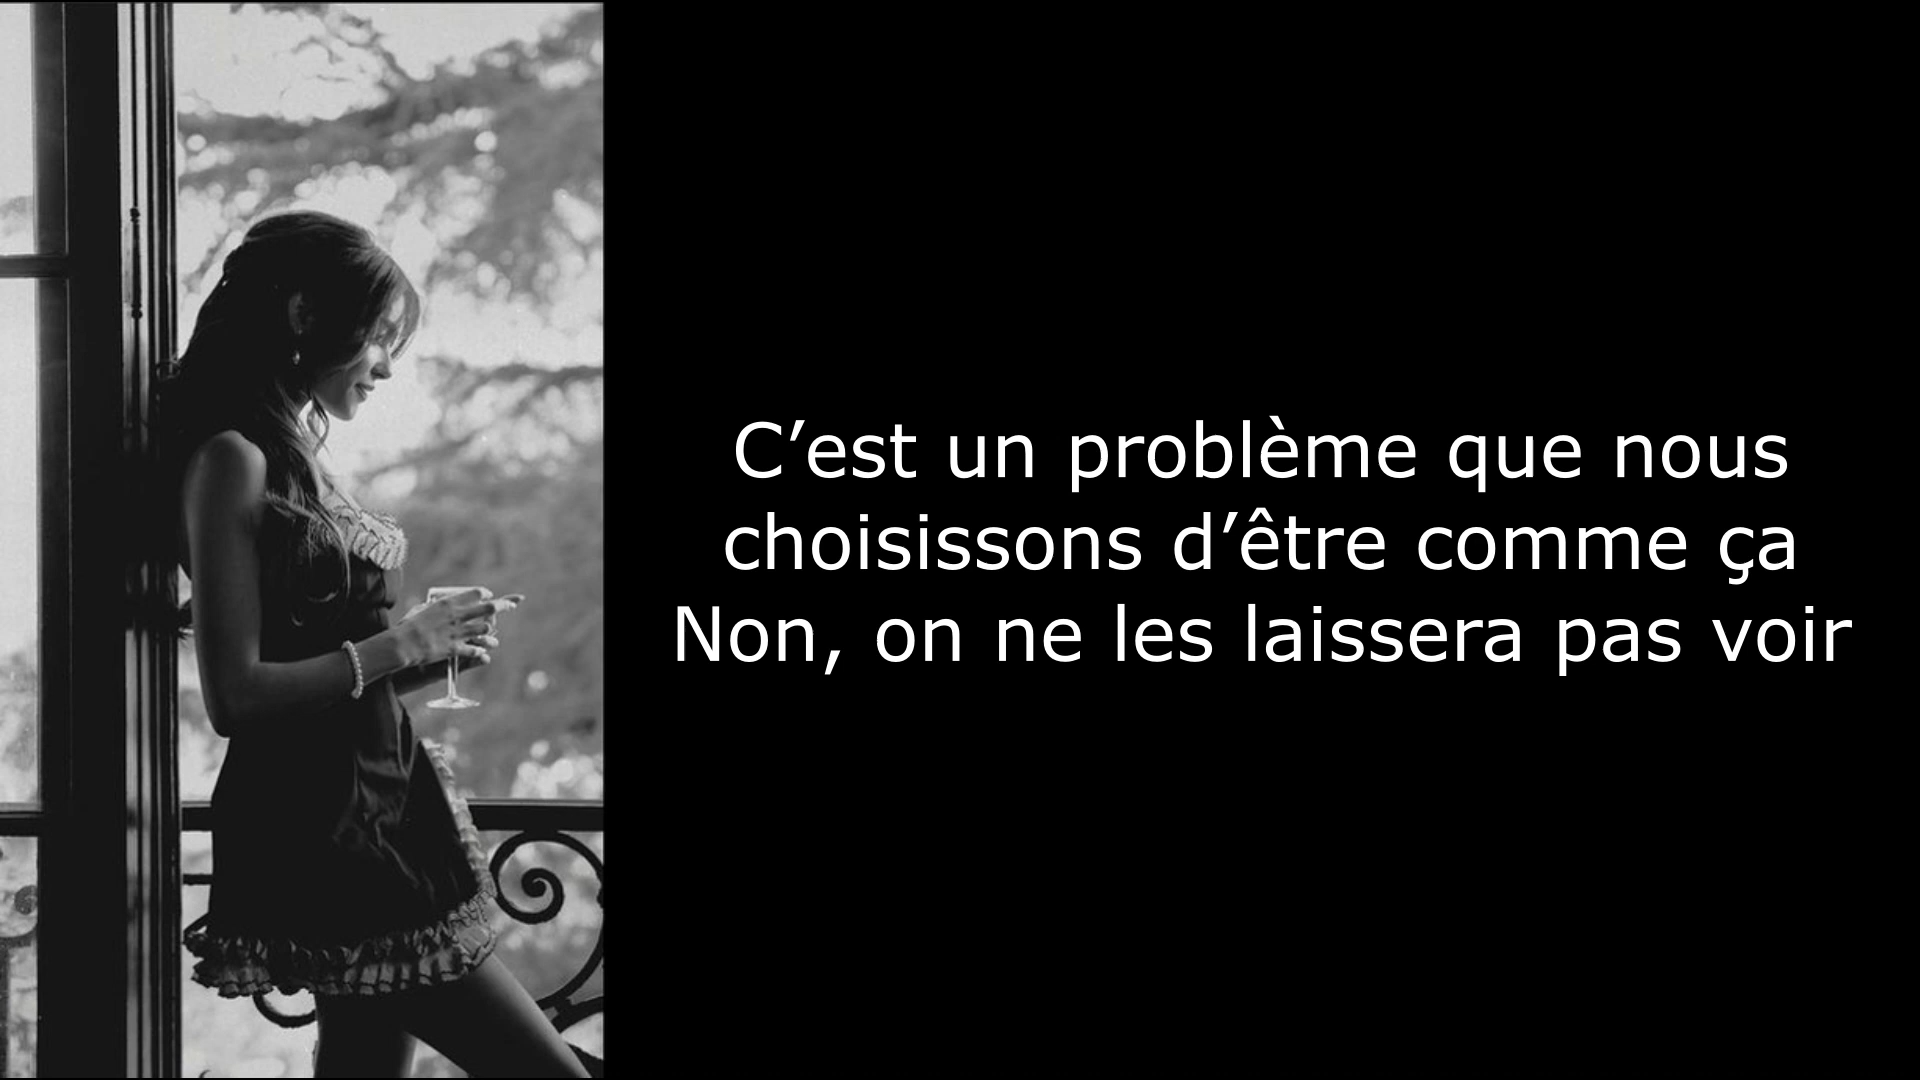 C’est un problème que nous
choisissons d’être comme ça
Non, on ne les laissera pas voir